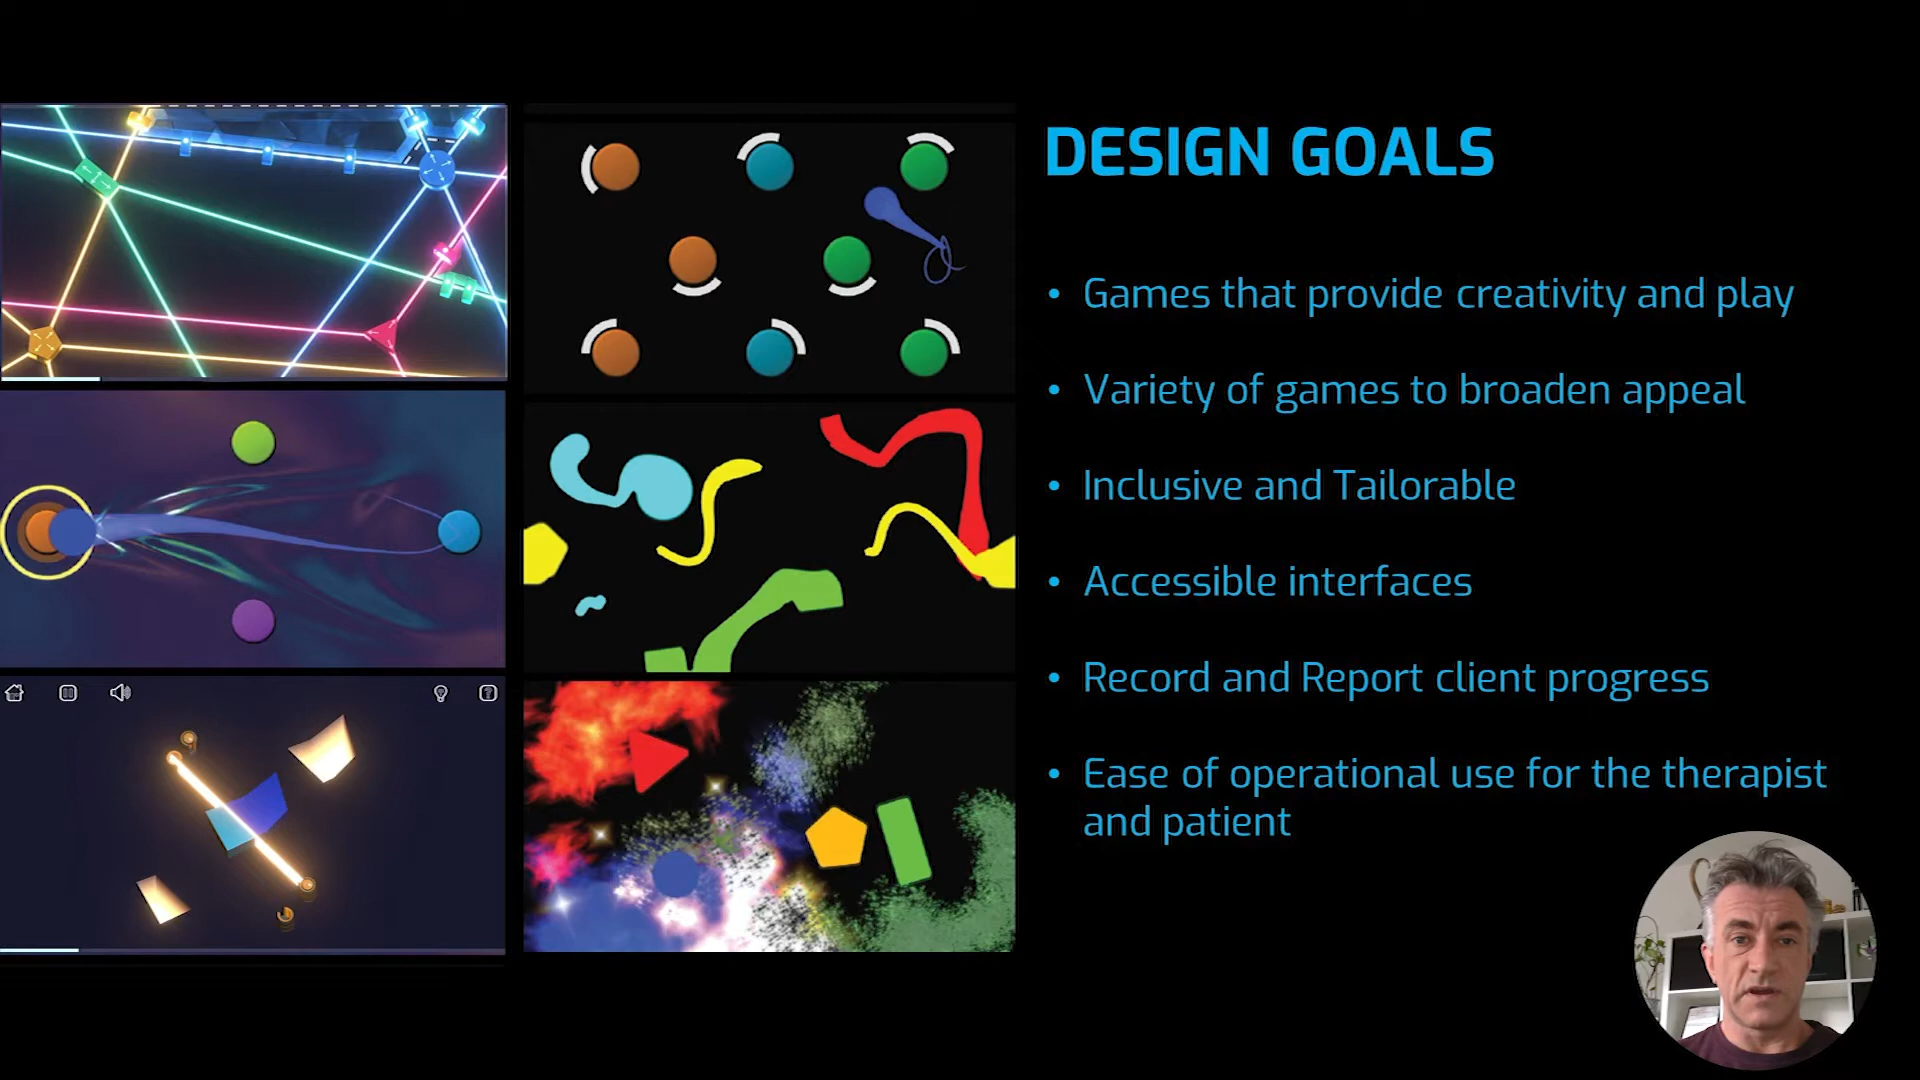 DESIGN GOALS
• Games that provide creativity and play
• Variety of games to broaden appeal
• Inclusive and Tailorable
• Accessible interfaces
• Record and Report client progress
• Ease of operational use for the therapist
and patient